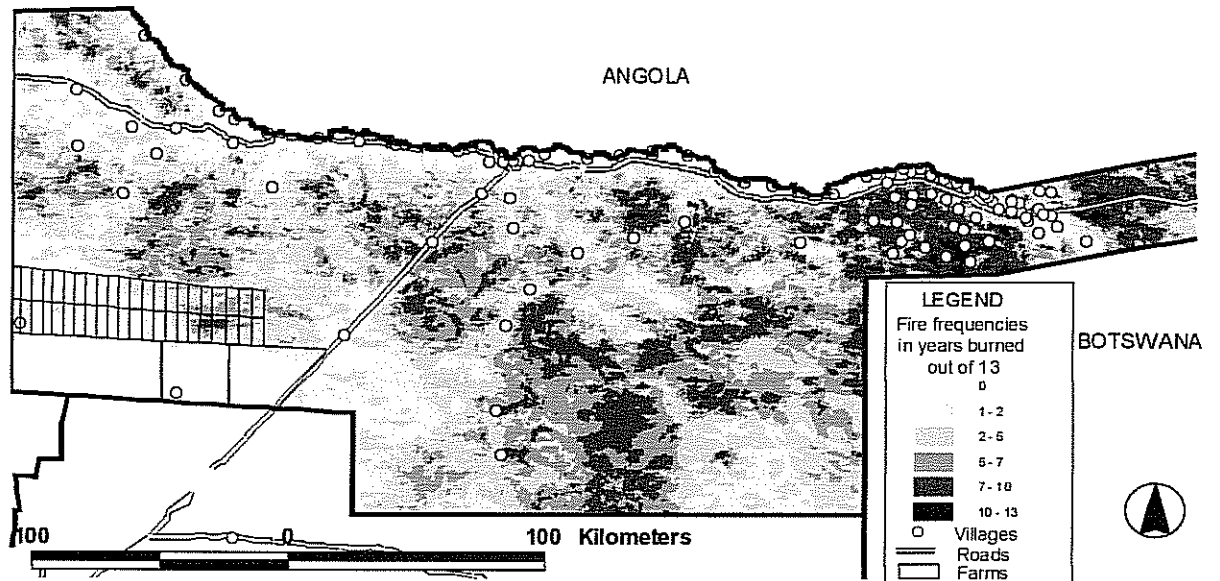 ANGOLA
BOTSWANA
LEGEND
Fire frequencies
in years burned
out of 13
0
1 - 2
2 - 5
5 - 7
7 - 10
10 - 13
Villages
Roads
Farms
100 0 100 Kilometers